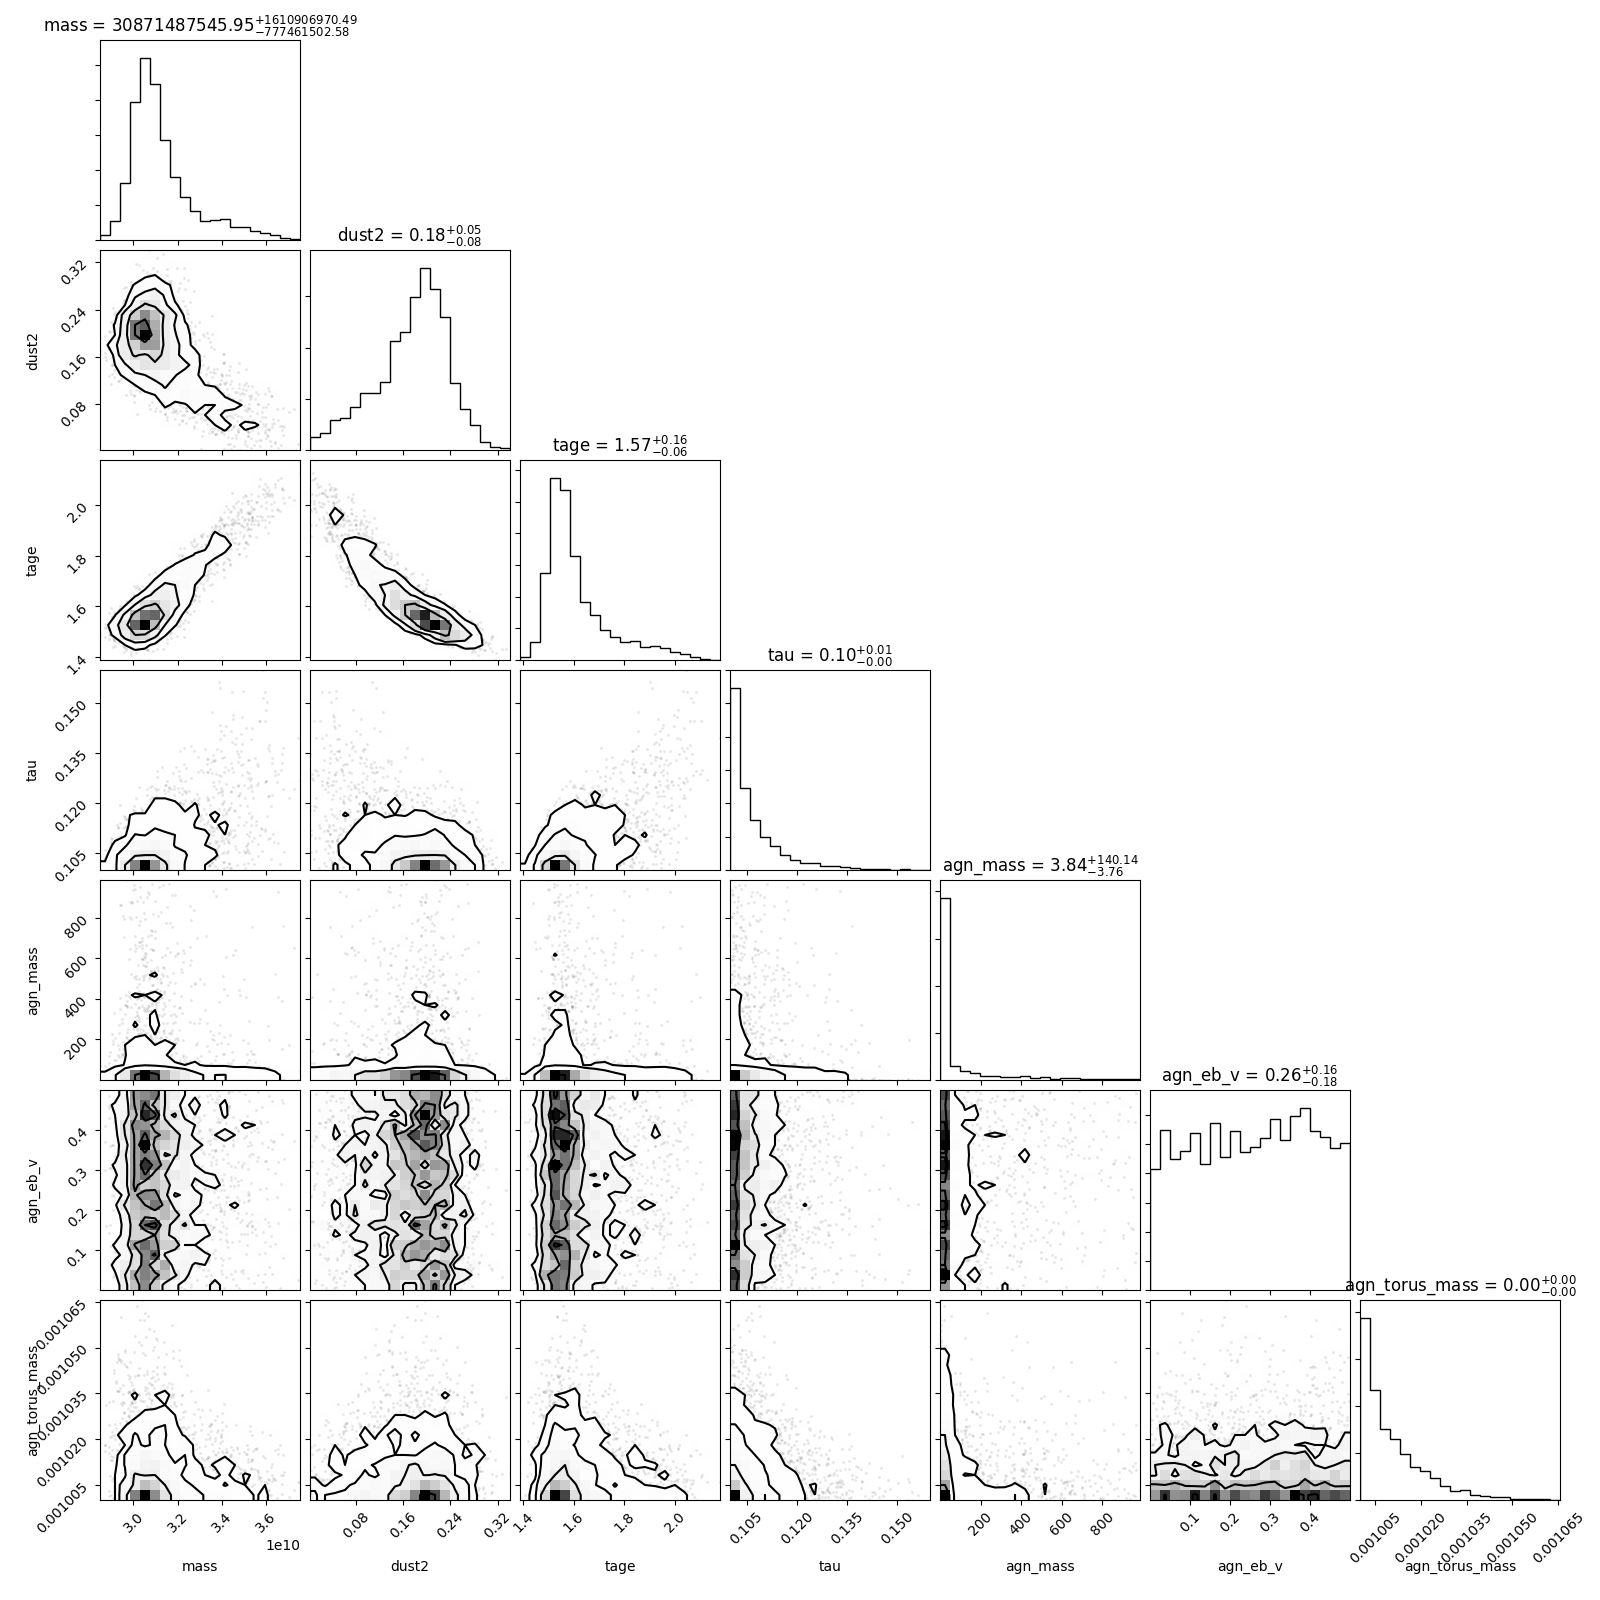 mass = 30871487545.95+1610906970.49−777461502.58
dust2 = 0.18+0.05−0.08
0.32
0.24
0.16
0.08
dust2
tage = 1.57+0.16−0.06
2.0
1.8
1.6
1.4
tage
tau = 0.10+0.01−0.00
0.150
0.135
0.120
0.105
tau
agn_mass = 3.84+140.14−3.76
800
600
400
200
agn_mass
agn_eb_v = 0.26+0.16−0.18
0.4
0.3
0.2
0.1
agn_eb_v
agn_torus_mass = 0.00+0.00−0.00
0.001065
0.001050
0.001035
0.001020
0.001005
agn_torus_mass
3.0 3.2 3.4 3.6 0.08 0.16 0.24 0.32 1.4 1.6 1.8 2.0 0.105 0.120 0.135 0.150 200 400 600 800 0.1 0.2 0.3 0.4 0.001005 0.001020 0.001035 0.001050 0.001065
1e10
mass dust2 tage tau agn_mass agn_eb_v agn_torus_mass